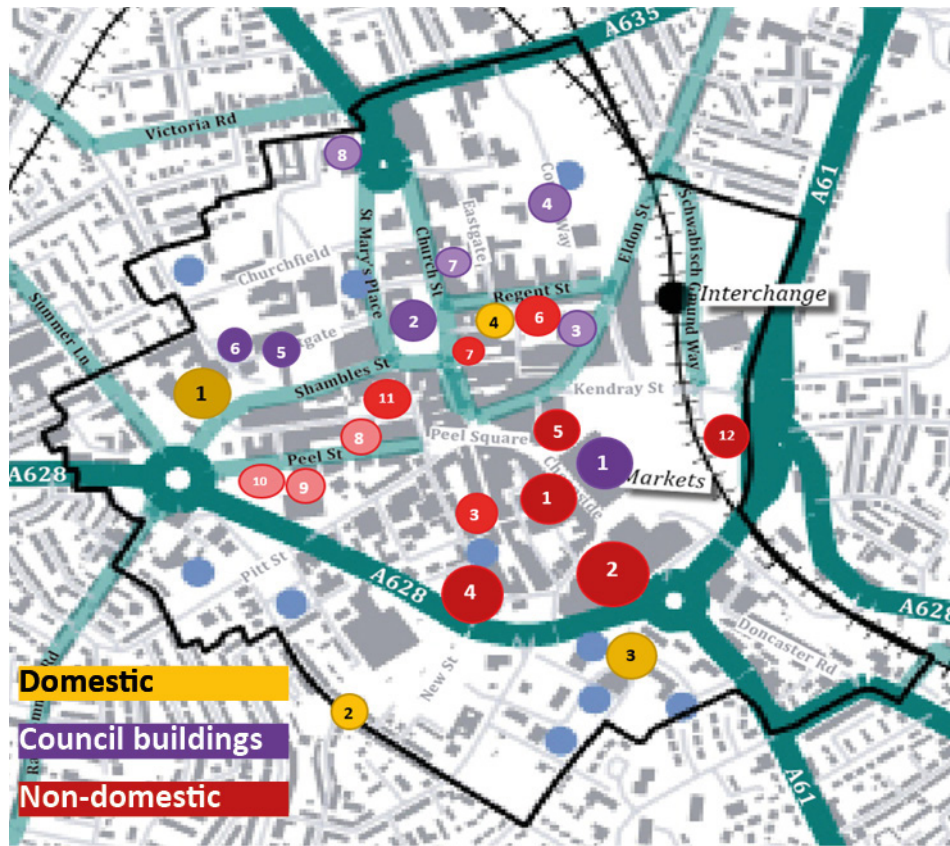 A635
Victoria Rd
A61
8
4
Schwabisch Gmund Way
St Mary's Place
Church St
Eastgate
Eldon St
Way
7
Churchfield
Regent St
Interchange
Summer Ln.
2
4
6
3
6
5
gate
7
Shambles St
Kendray St
1
11
8
Peel Square
5
12
Peel St
A628
1
Markets
10
9
1
3
Pitt St
A628
4
2
A628
Doncaster Rd
3
New St
Domestic
2
Council buildings
Rd
Non-domestic
A61